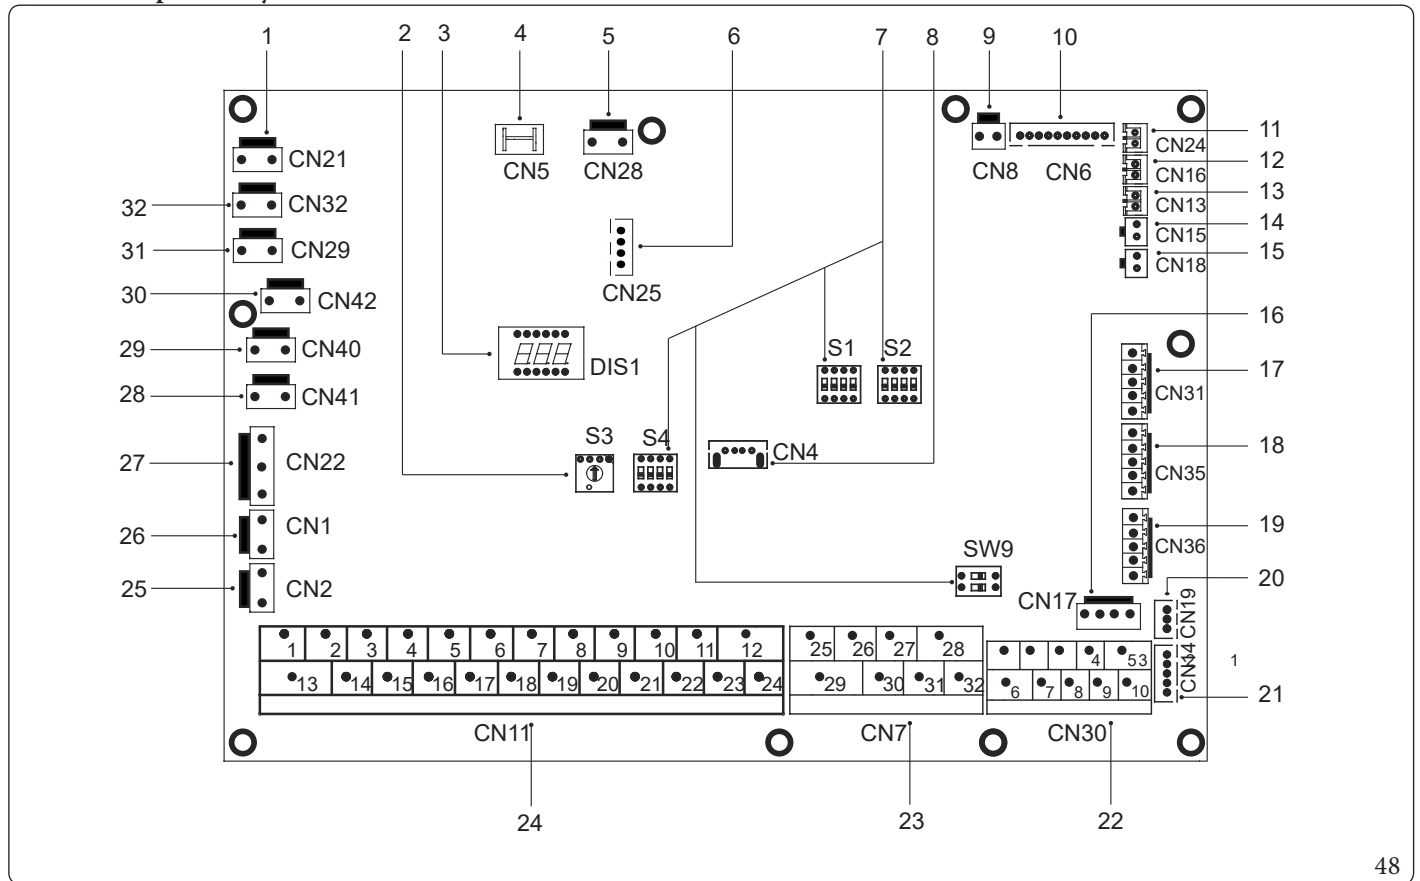 1 2 3 4 5 6 7 8 9 10
CN21 CN5 CN28 CN8 CN6 CN24 11
CN16 12
32 CN32 CN13 13
CN15 14
31 CN29 CN18 15
CN25
30 CN42 16
29 CN40 DIS1 S1 S2
28 CN41 CN31 17
27 CN22 S3 S4 CN4 CN35 18
26 CN1 CN36 19
SW9
25 CN2 CN17 CN19 20
1 2 3 4 5 6 7 8 9 10 11 12 25 26 27 28 4 53 CN14 1
13 14 15 16 17 18 19 20 21 22 23 24 29 30 31 32 6 7 8 9 10 21
CN11 CN7 CN30
24 23 22
48